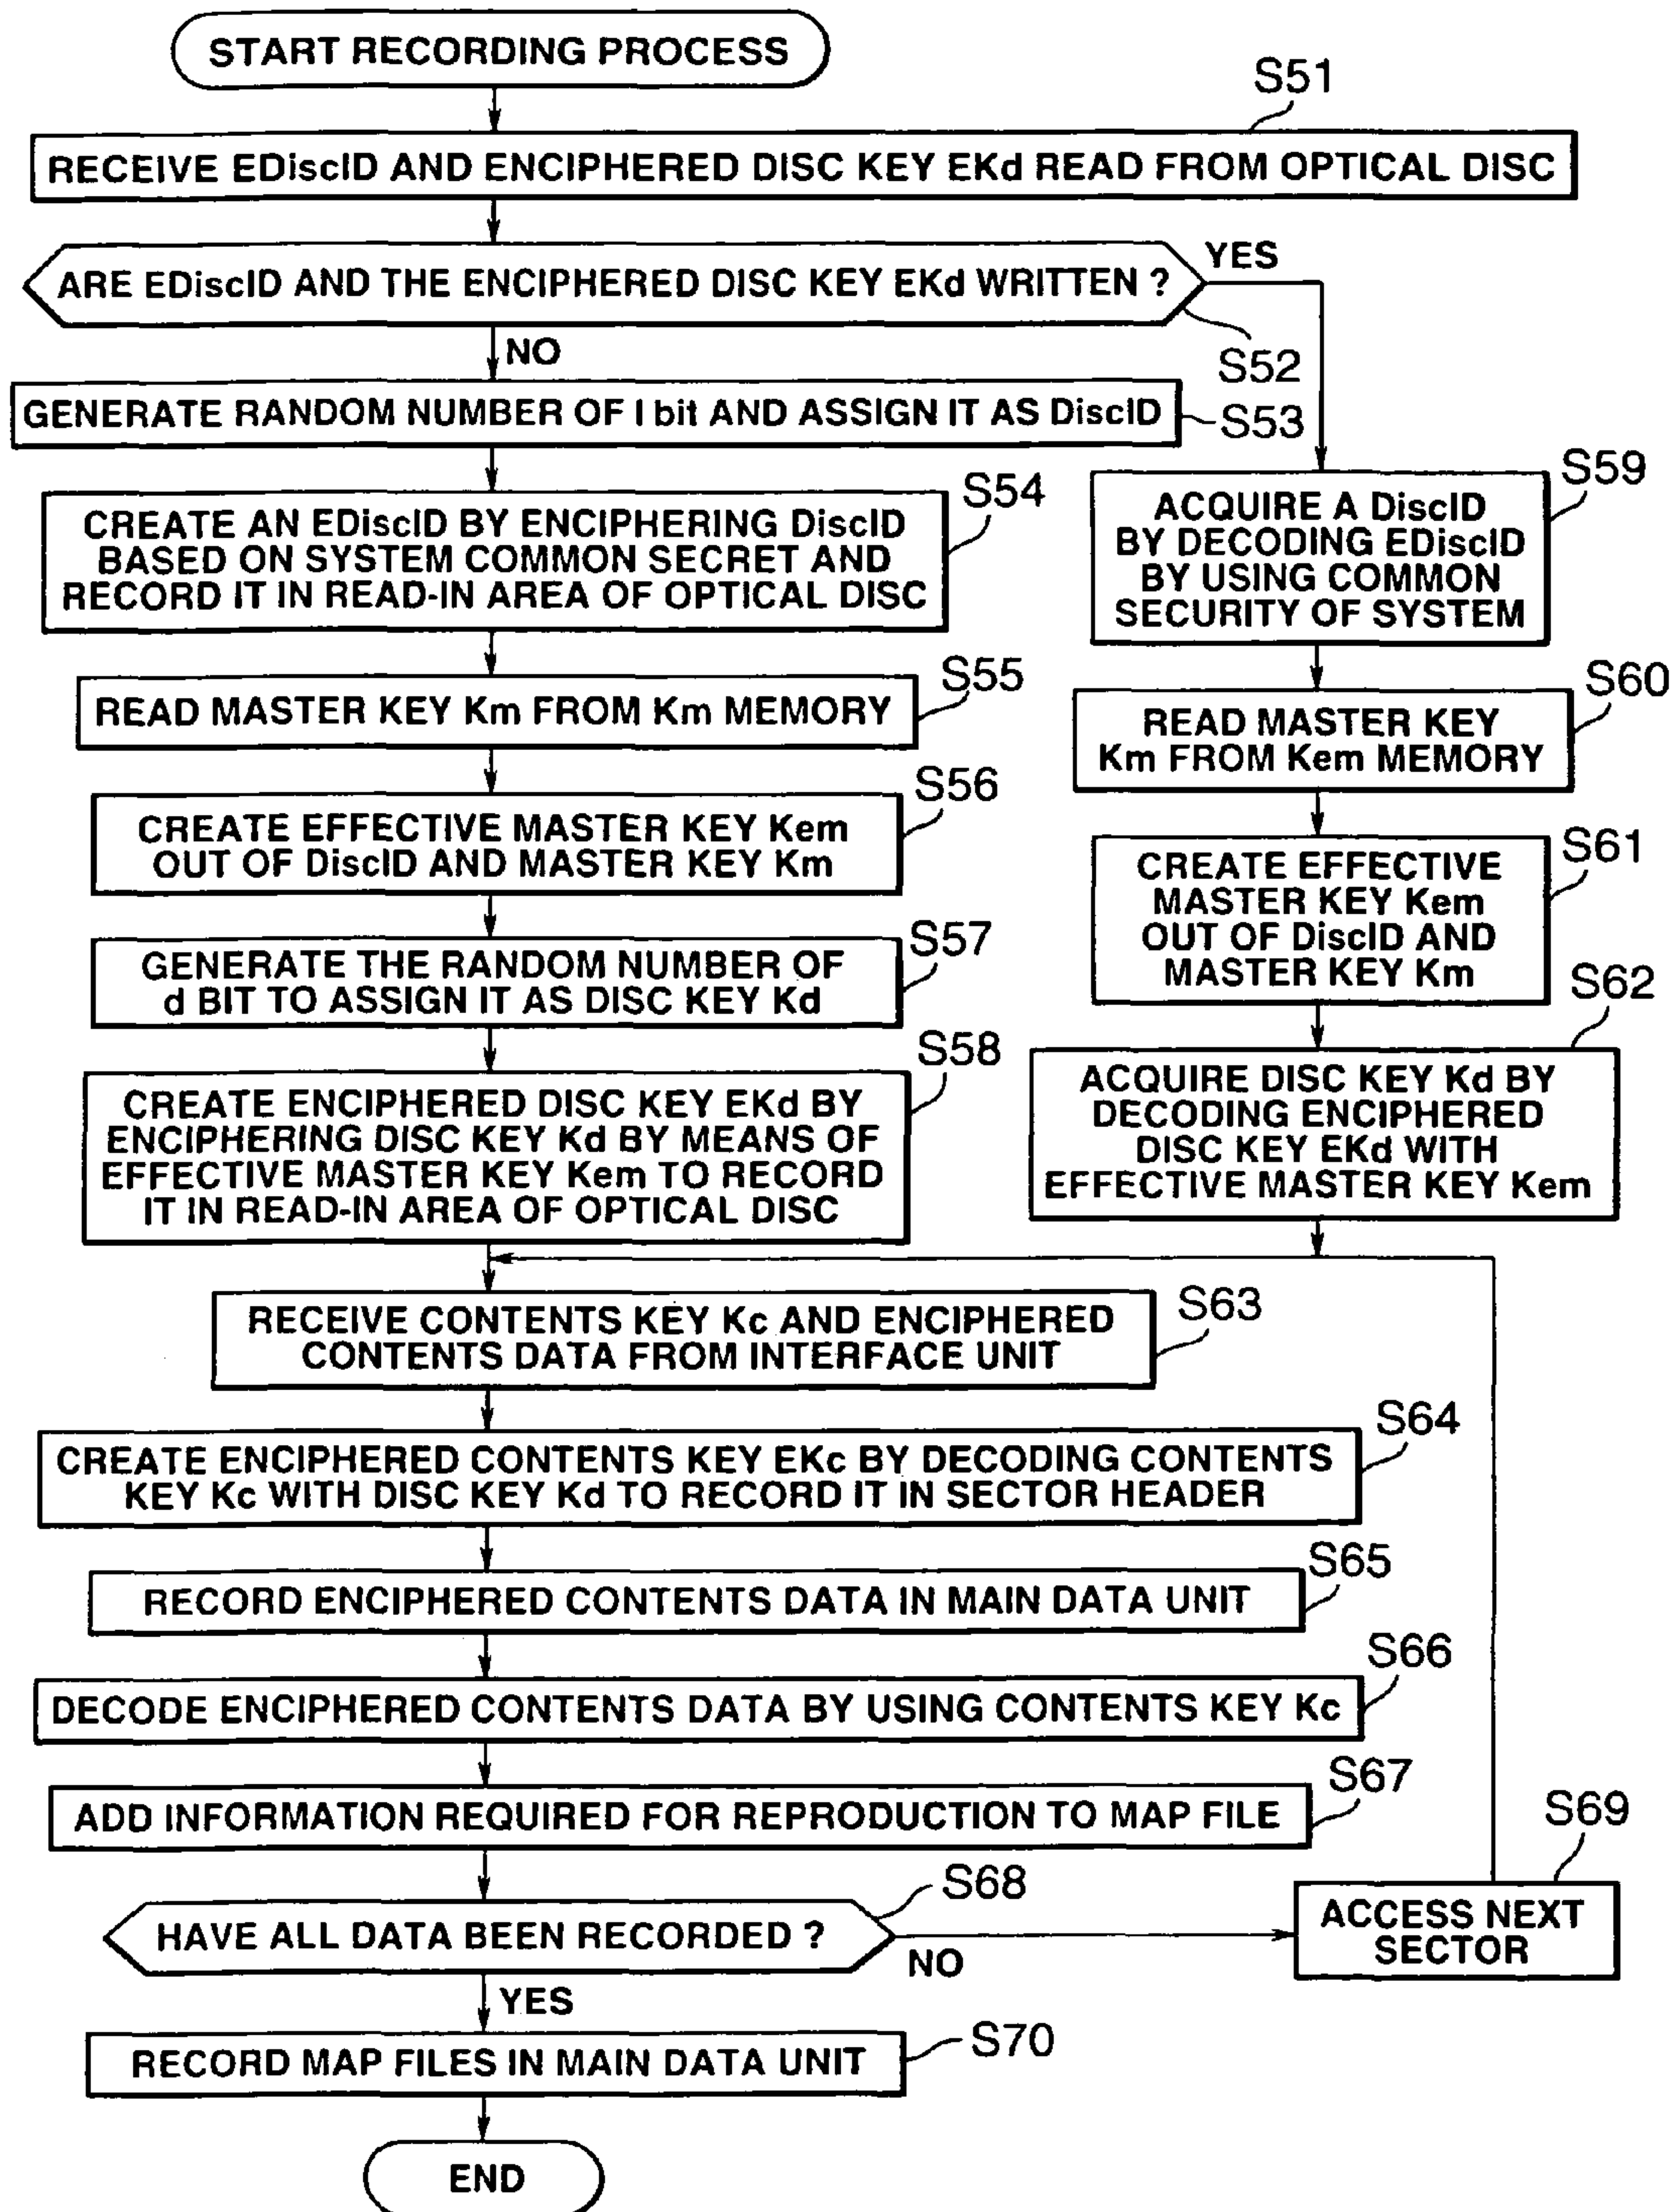 START RECORDING PROCESS
S51
RECEIVE EDiscID AND ENCIPHERED DISC KEY EKd READ FROM OPTICAL DISC
ARE EDiscID AND THE ENCIPHERED DISC KEY EKd WRITTEN ?
YES
S52
NO
GENERATE RANDOM NUMBER OF l bit AND ASSIGN IT AS DiscID
S53
S54
CREATE AN EDiscID BY ENCIPHERING DiscID
BASED ON SYSTEM COMMON SECRET AND
RECORD IT IN READ-IN AREA OF OPTICAL DISC
S55
READ MASTER KEY Km FROM Km MEMORY
S56
CREATE EFFECTIVE MASTER KEY Kem
OUT OF DiscID AND MASTER KEY Km
S57
GENERATE THE RANDOM NUMBER OF
d BIT TO ASSIGN IT AS DISC KEY Kd
S58
CREATE ENCIPHERED DISC KEY EKd BY
ENCIPHERING DISC KEY Kd BY MEANS OF
EFFECTIVE MASTER KEY Kem TO RECORD
IT IN READ-IN AREA OF OPTICAL DISC
S59
ACQUIRE A DiscID
BY DECODING EDiscID
BY USING COMMON
SECURITY OF SYSTEM
S60
READ MASTER KEY
Km FROM Kem MEMORY
S61
CREATE EFFECTIVE
MASTER KEY Kem
OUT OF DiscID AND
MASTER KEY Km
S62
ACQUIRE DISC KEY Kd BY
DECODING ENCIPHERED
DISC KEY EKd WITH
EFFECTIVE MASTER KEY Kem
S63
RECEIVE CONTENTS KEY Kc AND ENCIPHERED
CONTENTS DATA FROM INTERFACE UNIT
S64
CREATE ENCIPHERED CONTENTS KEY EKc BY DECODING CONTENTS
KEY Kc WITH DISC KEY Kd TO RECORD IT IN SECTOR HEADER
S65
RECORD ENCIPHERED CONTENTS DATA IN MAIN DATA UNIT
S66
DECODE ENCIPHERED CONTENTS DATA BY USING CONTENTS KEY Kc
S67
ADD INFORMATION REQUIRED FOR REPRODUCTION TO MAP FILE
S68
HAVE ALL DATA BEEN RECORDED ?
NO
S69
ACCESS NEXT
SECTOR
YES
S70
RECORD MAP FILES IN MAIN DATA UNIT
END